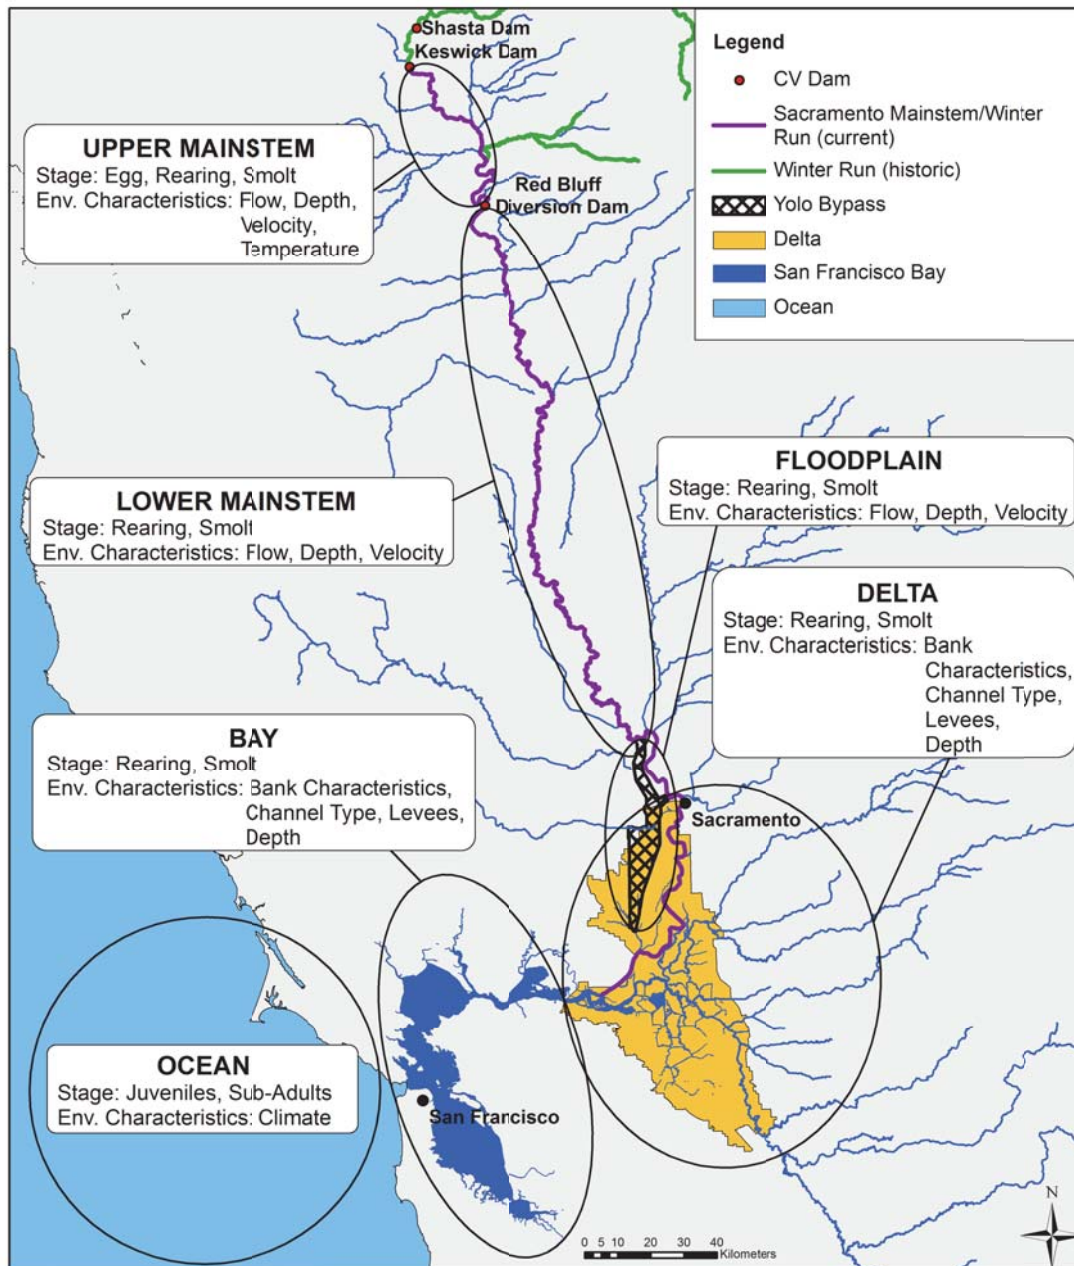 Shasta Dam
Keswick Dam
Legend
CV Dam
Sacramento Mainstem/Winter
Run (current)
Winter Run (historic)
Yolo Bypass
Delta
San Francisco Bay
Ocean
UPPER MAINSTEM
Stage: Egg, Rearing, Smolt
Env. Characteristics: Flow, Depth,
Velocity,
Temperature
Red Bluff
Diversion Dam
LOWER MAINSTEM
Stage: Rearing, Smolt
Env. Characteristics: Flow, Depth, Velocity
FLOODPLAIN
Stage: Rearing, Smolt
Env. Characteristics: Flow, Depth, Velocity
DELTA
Stage: Rearing, Smolt
Env. Characteristics: Bank
Characteristics,
Channel Type,
Levees,
Depth
BAY
Stage: Rearing, Smolt
Env. Characteristics: Bank Characteristics,
Channel Type, Levees,
Depth
Sacramento
OCEAN
Stage: Juveniles, Sub-Adults
Env. Characteristics: Climate
San Francisco
N
0 5 10 20 30 40
Kilometers